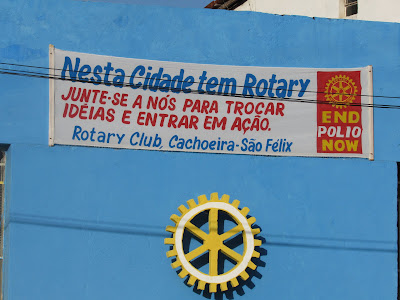 Nesta Cidade tem Rotary
JUNTE-SE A NÓS PARA TROCAR
IDÉIAS E ENTRAR EM AÇÃO.
Rotary Club, Cachoeira-São Félix
END
POLIO
NOW